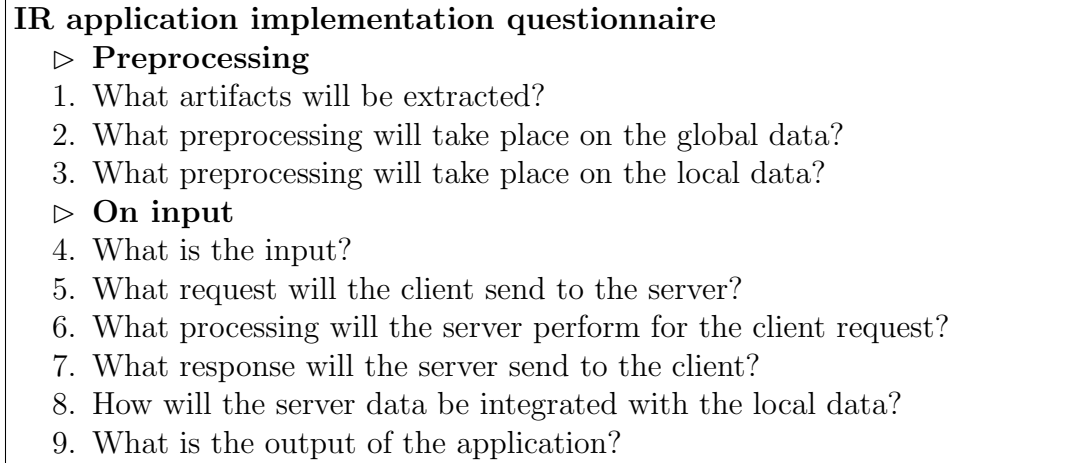 IR application implementation questionnaire
▷ Preprocessing
1. What artifacts will be extracted?
2. What preprocessing will take place on the global data?
3. What preprocessing will take place on the local data?
▷ On input
4. What is the input?
5. What request will the client send to the server?
6. What processing will the server perform for the client request?
7. What response will the server send to the client?
8. How will the server data be integrated with the local data?
9. What is the output of the application?